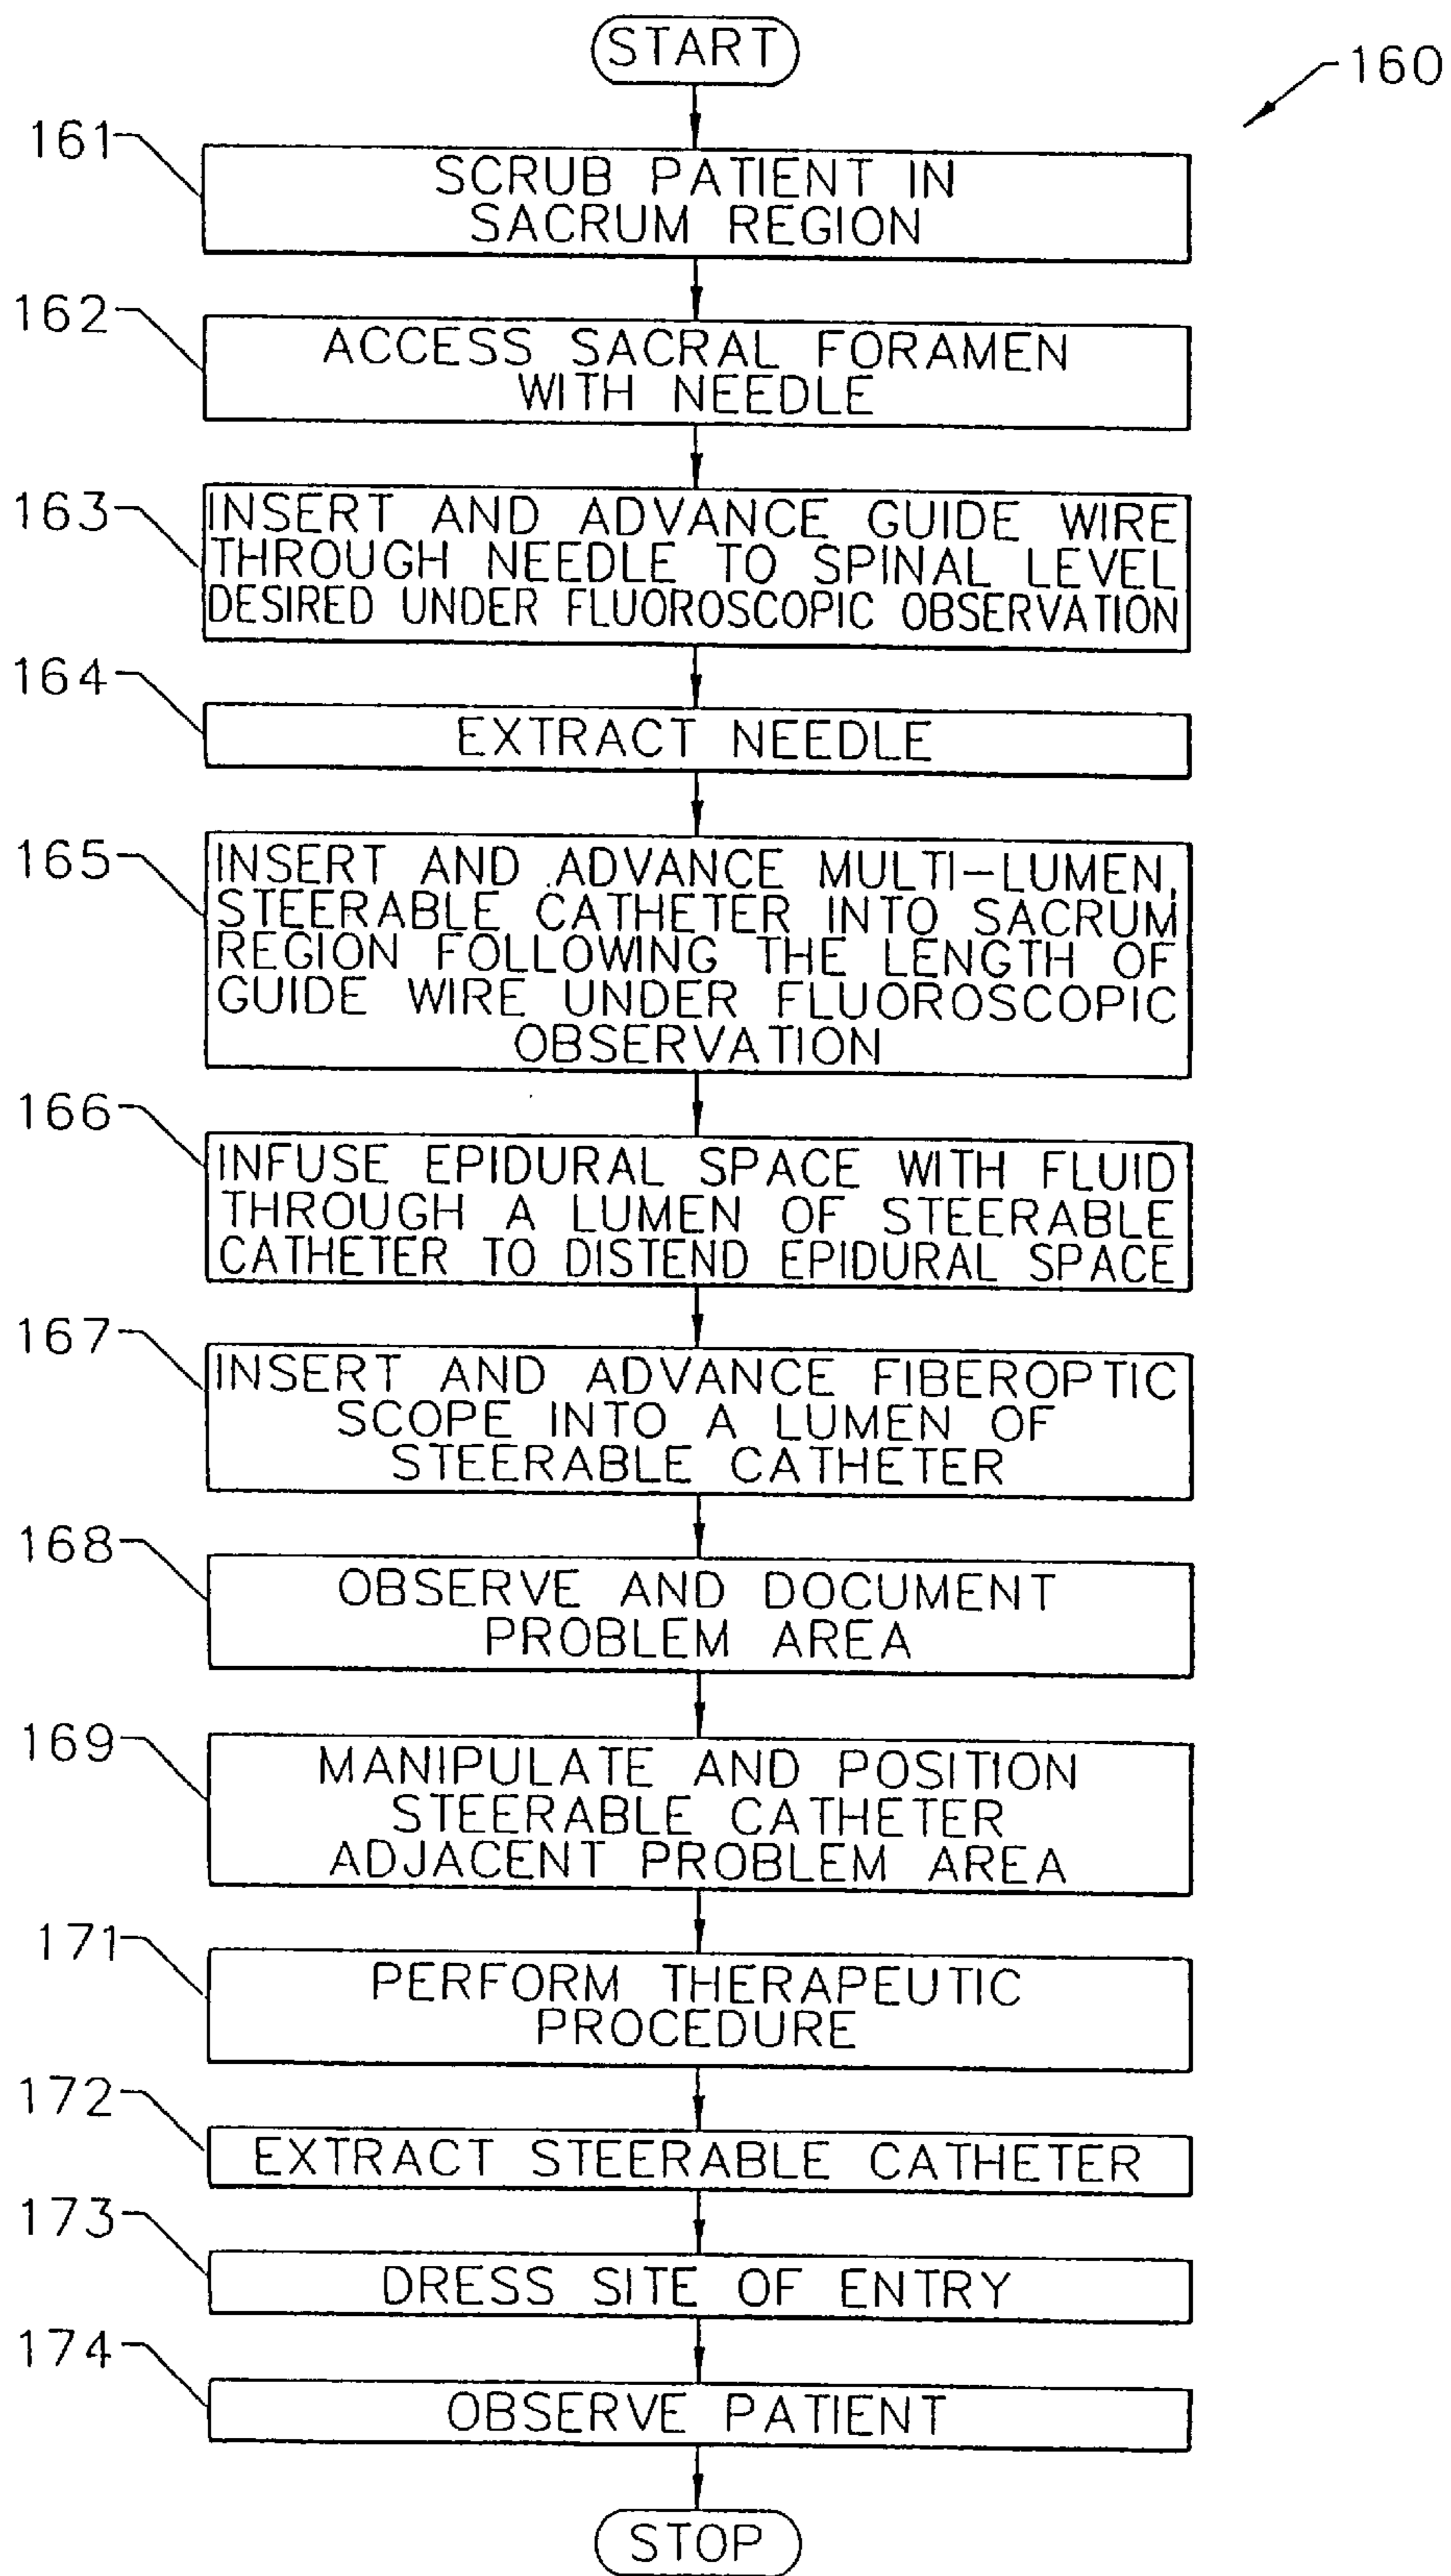 START
160
161
SCRUB PATIENT IN
SACRUM REGION
162
ACCESS SACRAL FORAMEN
WITH NEEDLE
163
INSERT AND ADVANCE GUIDE WIRE
THROUGH NEEDLE TO SPINAL LEVEL
DESIRED UNDER FLUOROSCOPIC OBSERVATION
164
EXTRACT NEEDLE
165
INSERT AND ADVANCE MULTI-LUMEN,
STEERABLE CATHETER INTO SACRUM
REGION FOLLOWING THE LENGTH OF
GUIDE WIRE UNDER FLUOROSCOPIC
OBSERVATION
166
INFUSE EPIDURAL SPACE WITH FLUID
THROUGH A LUMEN OF STEERABLE
CATHETER TO DISTEND EPIDURAL SPACE
167
INSERT AND ADVANCE FIBEROPTIC
SCOPE INTO A LUMEN OF
STEERABLE CATHETER
168
OBSERVE AND DOCUMENT
PROBLEM AREA
169
MANIPULATE AND POSITION
STEERABLE CATHETER
ADJACENT PROBLEM AREA
171
PERFORM THERAPEUTIC
PROCEDURE
172
EXTRACT STEERABLE CATHETER
173
DRESS SITE OF ENTRY
174
OBSERVE PATIENT
STOP